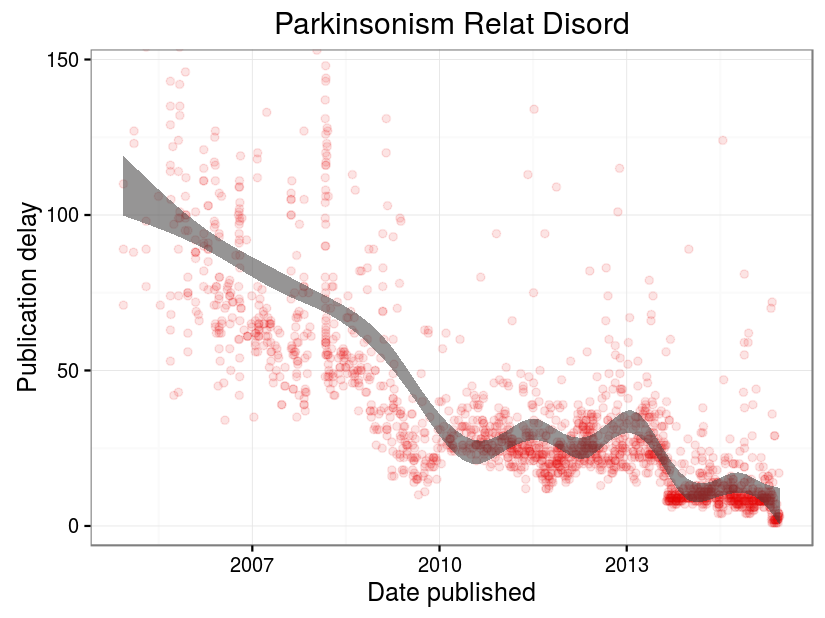 Parkinsonism Relat Disord
Publication delay
150
100
50
0
2007
2010
2013
Date published